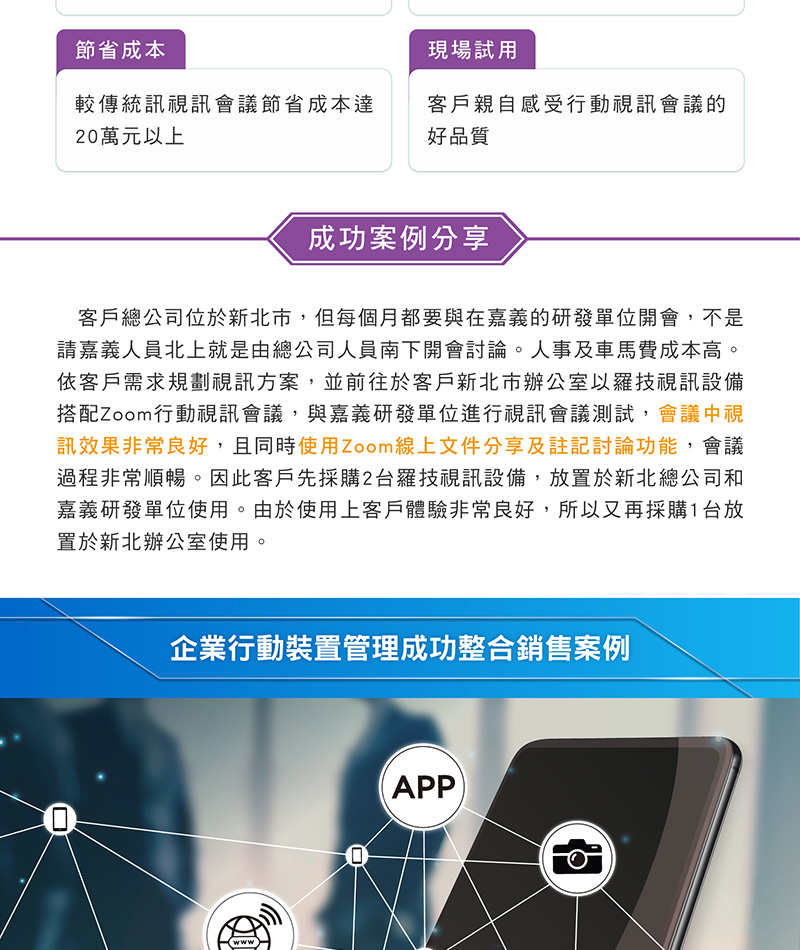 節省成本
較傳統訊視訊會議節省成本達
20萬元以上
現場試用
客戶親自感受行動視訊會議的
好品質
成功案例分享
客戶總公司位於新北市，但每個月都要與在嘉義的研發單位開會，不是
請嘉義人員北上就是由總公司人員南下開會討論。人事及車馬費成本高。
依客戶需求規劃視訊方案，並前往於客戶新北市辦公室以羅技視訊設備
搭配Zoom行動視訊會議，與嘉義研發單位進行視訊會議測試，會議中視
訊效果非常良好，且同時使用Zoom線上文件分享及註記討論功能，會議
過程非常順暢。因此客戶先採購2台羅技視訊設備，放置於新北總公司和
嘉義研發單位使用。由於使用上客戶體驗非常良好，所以又再採購1台放
置於新北辦公室使用。
企業行動裝置管理成功整合銷售案例
APP
www